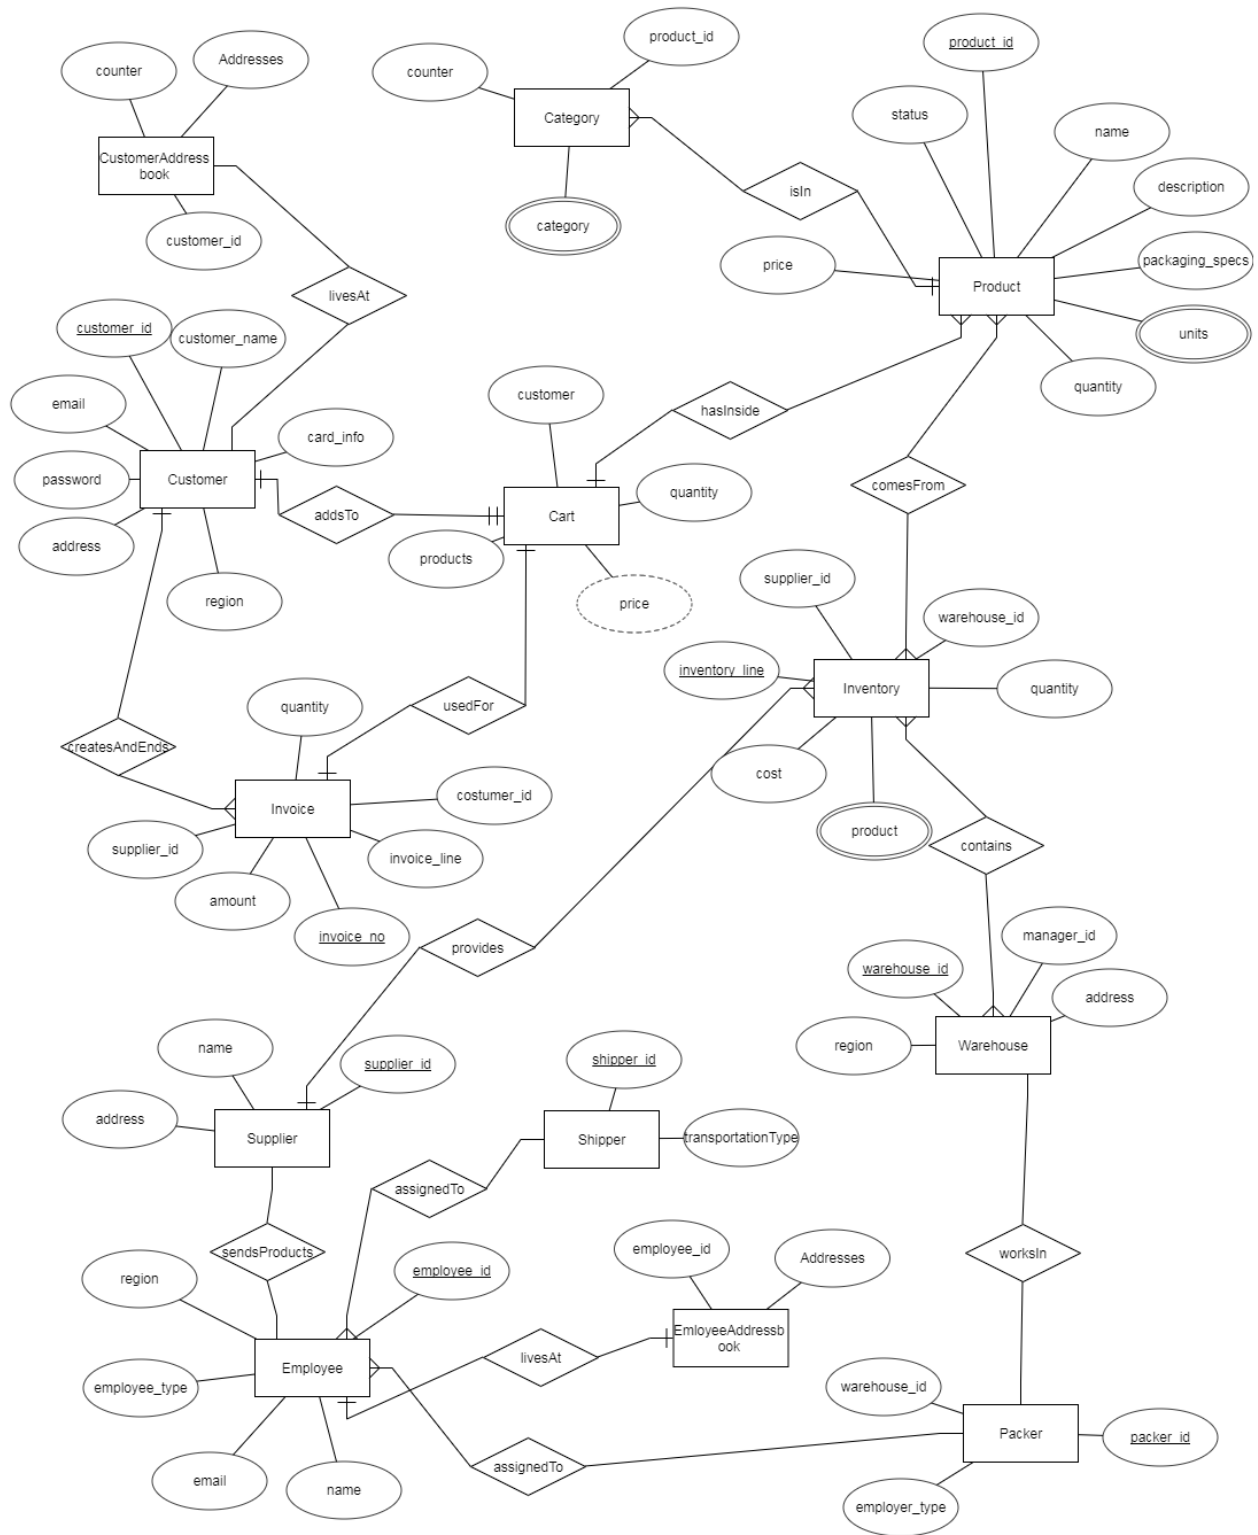 product_id
product_id
Addresses
counter
counter
status
Category
name
CustomerAddress
book
description
isIn
category
customer_id
packaging_specs
price
Product
livesAt
customer_id
customer_name
units
quantity
customer
email
hasInside
card_info
password
Customer
comesFrom
quantity
addsTo
Cart
address
products
supplier_id
region
price
warehouse_id
inventory_line
Inventory
quantity
quantity
usedFor
createsAndEnds
cost
costumer_id
Invoice
product
supplier_id
invoice_line
contains
amount
invoice_no
provides
manager_id
warehouse_id
address
region
Warehouse
name
supplier_id
shipper_id
address
Supplier
Shipper
transportationType
assignedTo
sendsProducts
employee_id
Addresses
worksIn
region
employee_id
EmloyeeAddressb
ook
livesAt
Employee
employee_type
warehouse_id
Packer
packer_id
assignedTo
email
name
employer_type